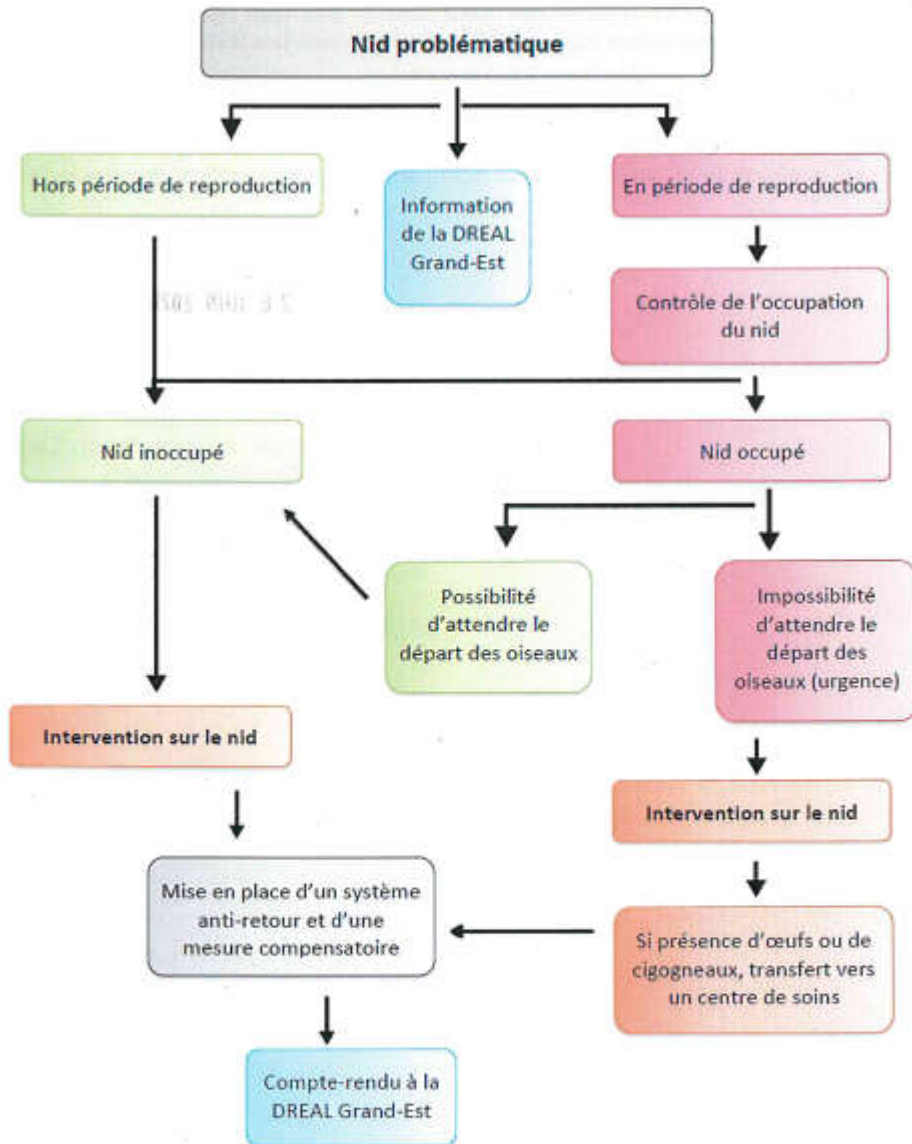 Nid problématique
Hors période de reproduction
Information
de la DREAL
Grand-Est
En période de reproduction
Contrôle de l'occupation
du nid
Nid inoccupé
Nid occupé
Possibilité
d'attendre le
départ des oiseaux
Impossibilité
d'attendre le
départ des
oiseaux (urgence)
Intervention sur le nid
Intervention sur le nid
Mise en place d'un système
anti-retour et d'une
mesure compensatoire
Si présence d'œufs ou de
cigogneaux, transfert vers
un centre de soins
Compte-rendu à la
DREAL Grand-Est